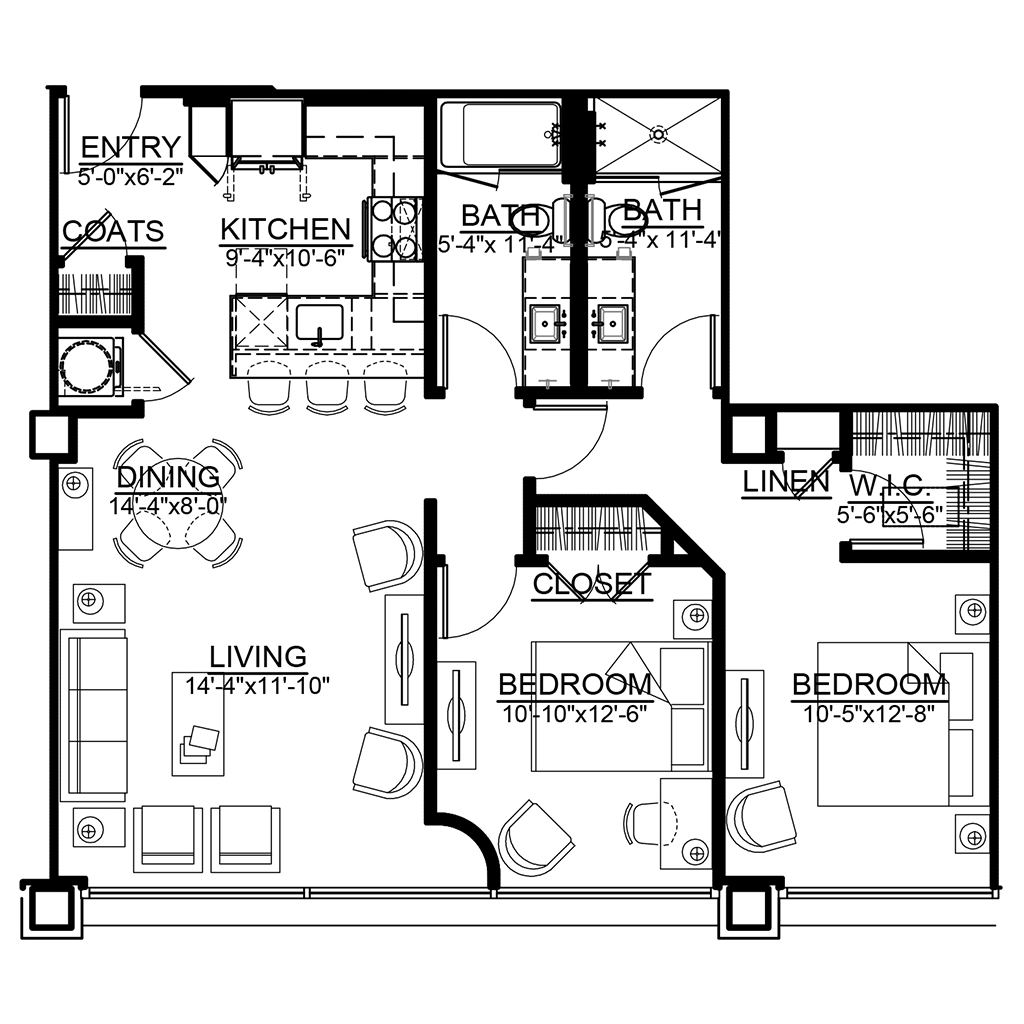 ENTRY
5'-0"x6'-2"
COATS
KITCHEN
9'-4"x10'-6"
BATH
5'-4"x 11'-4"
BATH
5'-4"x 11'-4"
DINING
14'-4"x8'-0"
LINEN
W.I.C.
5'-6"x5'-6"
CLOSET
LIVING
14'-4"x11'-10"
BEDROOM
10'-10"x12'-6"
BEDROOM
10'-5"x12'-8"